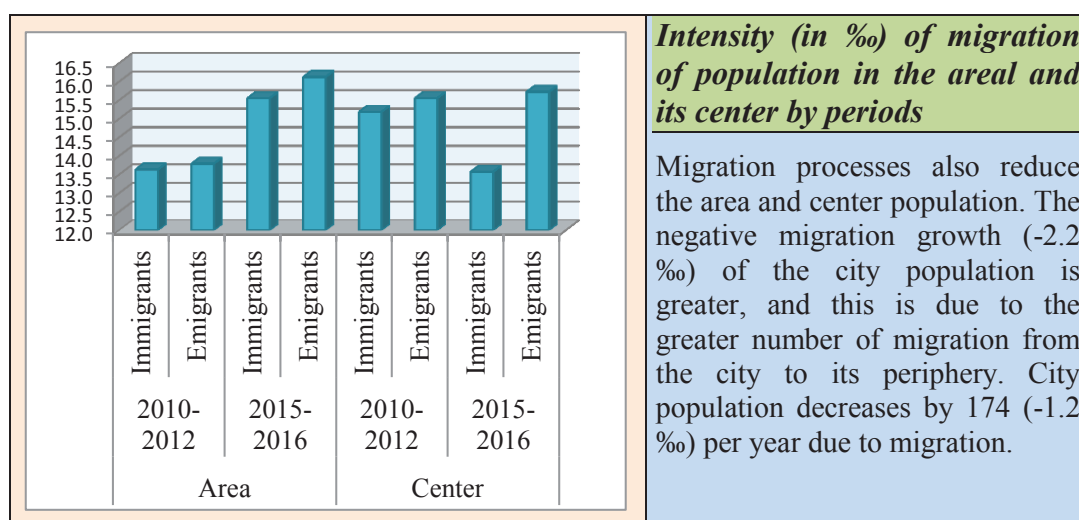 16.5
16.0
15.5
15.0
14.5
14.0
13.5
13.0
12.5
12.0
Immigrants
Emigrants
Immigrants
Emigrants
Immigrants
Emigrants
Immigrants
Emigrants
2010-
2012
2015-
2016
2010-
2012
2015-
2016
Area
Center
Intensity (in ‰) of migration
of population in the areal and
its center by periods
Migration processes also reduce
the area and center population. The
negative migration growth (-2.2
‰) of the city population is
greater, and this is due to the
greater number of migration from
the city to its periphery. City
population decreases by 174 (-1.2
‰) per year due to migration.